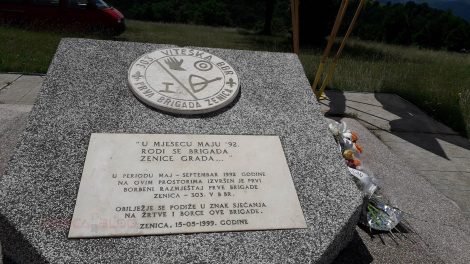 303. VITEŠKA BBR
PRVA BRIGADA ZENICA
"U MJESECU MAJU '92.
RODI SE BRIGADA
ZENICE GRADA..."
U PERIODU MAJ - SEPTEMBAR 1992 GODINE
NA OVIM PROSTORIMA IZVRŠEN JE PRVI
BORBENI RAZMJEŠTAJ PRVE BRIGADE
ZENICA - 303. V B BR.
OBILJEŽJE SE PODIŽE U ZNAK SJEĆANJA
NA ŽRTVE I BORCE OVE BRIGADE.
ZENICA, 15-05-1999. GODINE